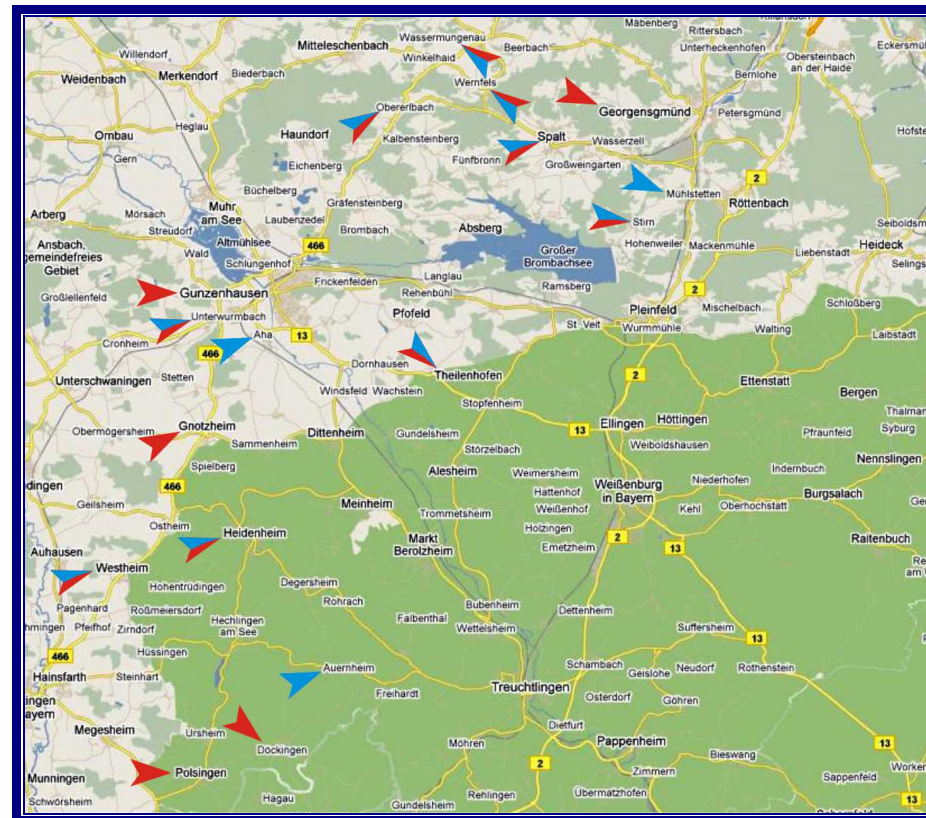 Mäbenberg
Rittersbach
Wassermungenau
Willendorf
Mitteleschenbach
Beerbach
Unterheckenhofen
Eckersmü
Winkelhaid
Obersteinbach
an der Haide
Weidenbach
Merkendorf
Biederbach
Wernfels
Bernlohe
Obererlbach
Georgensgmünd
Petersgmünd
Heglau
Ornbau
Haundorf
Kalbensteinberg
Spalt
Wasserzell
Hofste
Gern
Eichenberg
Fünfbronn
Großweingarten
2
Büchelberg
Mühlstetten
Muhr
am See
Gräfensteinberg
Röttenbach
Arberg
Mörsach
Laubenzedel
Absberg
Stirn
Seiboldsm
Streudorf
Altmühlsee
Brombach
Ansbach,
gemeindefreies
Gebiet
466
Großer
Brombachsee
Hohenweiler
Mackenmühle
Heideck
Wald
Schlungenhof
Liebenstadt
Selings
Langlau
Frickenfelden
Ramsberg
2
Großlellenfeld
Gunzenhausen
Rehenbühl
Schloßberg
Mischelbach
Pfofeld
Pleinfeld
Unterwurmbach
St. Veit
Wurmmühle
Walting
Laibstadt
Aha
13
Cronheim
466
Dornhausen
Theilenhofen
2
Unterschwaningen
Stetten
Windsfeld
Wachstein
Ettenstatt
Bergen
Stopfenheim
Thalman
Obermögersheim
Gnotzheim
Dittenheim
Gundelsheim
13
Ellingen
Höttingen
Pfraunfeld
Syburg
Sammenheim
Störzelbach
Weiboldshausen
Nennslingen
Spielberg
Alesheim
Weimersheim
Indernbuch
dingen
466
Weißenburg
in Bayern
Niederhofen
Burgsalach
Geilsheim
Meinheim
Hattenhof
Weißenhof
Kehl
Oberhochstatt
Ostheim
Trommetsheim
Holzingen
Heidenheim
Markt
Berolzheim
2
Raitenbuch
Emetzheim
13
Auhausen
Westheim
Hohentrüdingen
Degersheim
Rohrach
Bubenheim
Dettenheim
Pagenhard
Roßmeiersdorf
Hechlingen
am See
Falbenthal
Pfeifhof
Zirndorf
Wettelsheim
Suffersheim
13
466
Hüssingen
Schambach
Geislohe
Neudorf
Rothenstein
Hainsfarth
Steinhart
Auernheim
Treuchtlingen
Osterdorf
Göhren
Freihardt
Megesheim
Ursheim
Döckingen
Möhren
Dietfurt
Pappenheim
13
Bieswang
Munningen
Polsingen
2
Zimmern
Sappenfeld
Schwörsheim
Hagau
Gundelsheim
Rehlingen
Übermatzhofen